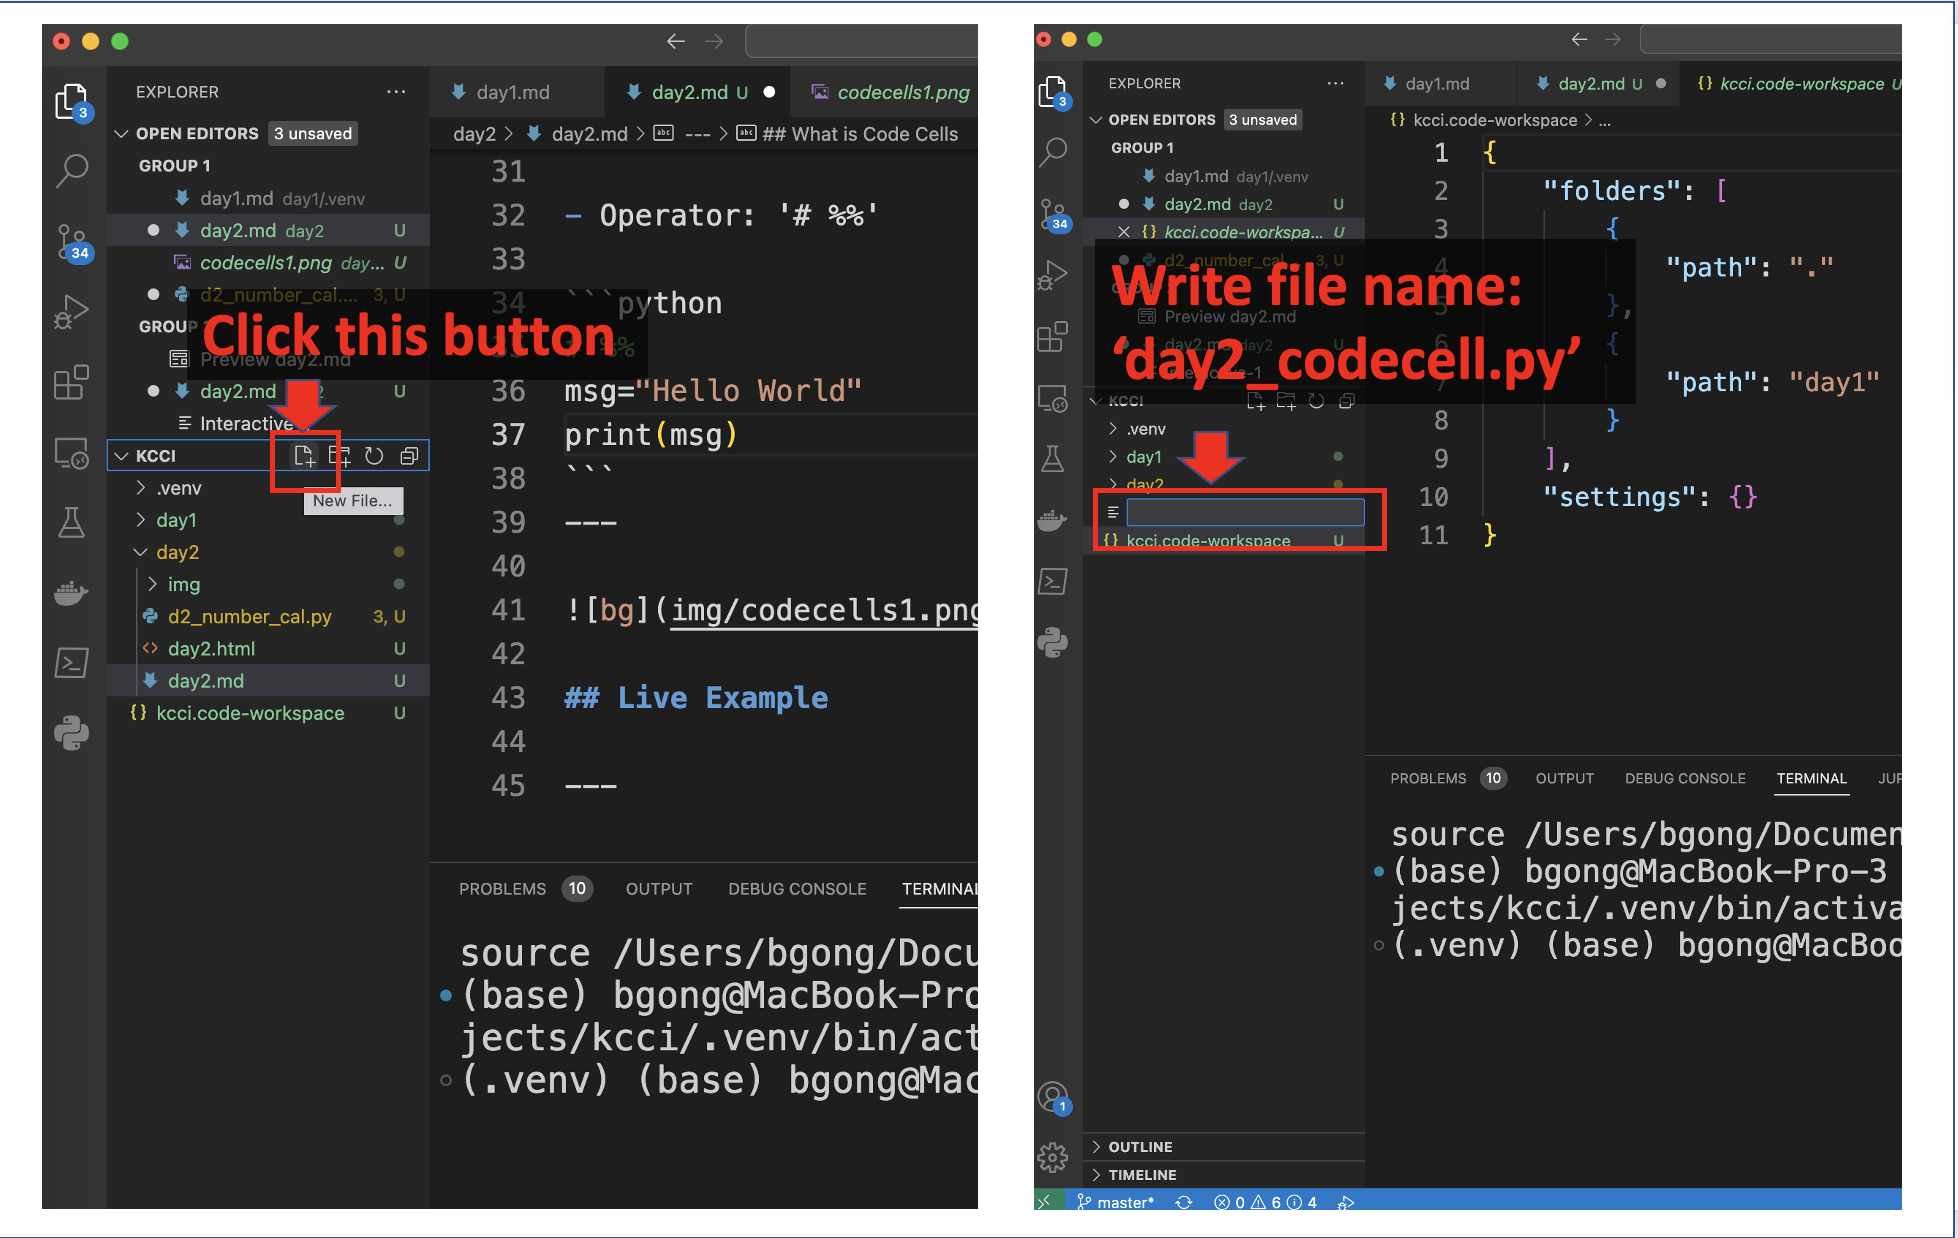 EXPLORER
OPEN EDITORS 3 unsaved
GROUP 1
day1.md day1/.venv
day2.md day2 U
codecells1.png day... U
d2_number_cal.... 3, U
GROUP
Click this button
Preview day2.md
day2.md U
Interactive
KCCI
New File...
.venv
day1
day2
img
d2_number_cal.py 3, U
day2.html U
day2.md U
kcci.code-workspace U
3
34
day1.md day2.md U codecells1.png
day2 > day2.md > --- > ## What is Code Cells
31
32 - Operator: '# %%'
33
34 ```python
%%
36 msg="Hello World"
37 print(msg)
38 ```
39 ---
40
41 ![bg](img/codecells1.png
42
43 ## Live Example
44
45 ---
PROBLEMS 10 OUTPUT DEBUG CONSOLE TERMINAL
source /Users/bgong/Docu
(base) bgong@MacBook-Pro
jects/kcci/.venv/bin/act
(.venv) (base) bgong@Mac
EXPLORER
OPEN EDITORS 3 unsaved
GROUP 1
day1.md day1/.venv
day2.md day2 U
kcci.code-workspa... U
d2_number_cal... 3, U
Write file name:
Preview day2.md
'day2_codecell.py'
day2.md day2 U
KCCI
.venv
day1
day2
kcci.code-workspace U
OUTLINE
TIMELINE
3
34
1
day1.md day2.md U {} kcci.code-workspace U
{} kcci.code-workspace > ...
1 {
2 "folders": [
3 {
4 "path": "."
5 },
6 {
7 "path": "day1"
8 }
9 ],
10 "settings": {}
11 }
PROBLEMS 10 OUTPUT DEBUG CONSOLE TERMINAL JUP
source /Users/bgong/Documen
(base) bgong@MacBook-Pro-3
jects/kcci/.venv/bin/activa
(.venv) (base) bgong@MacBoo
master* 0 6 4